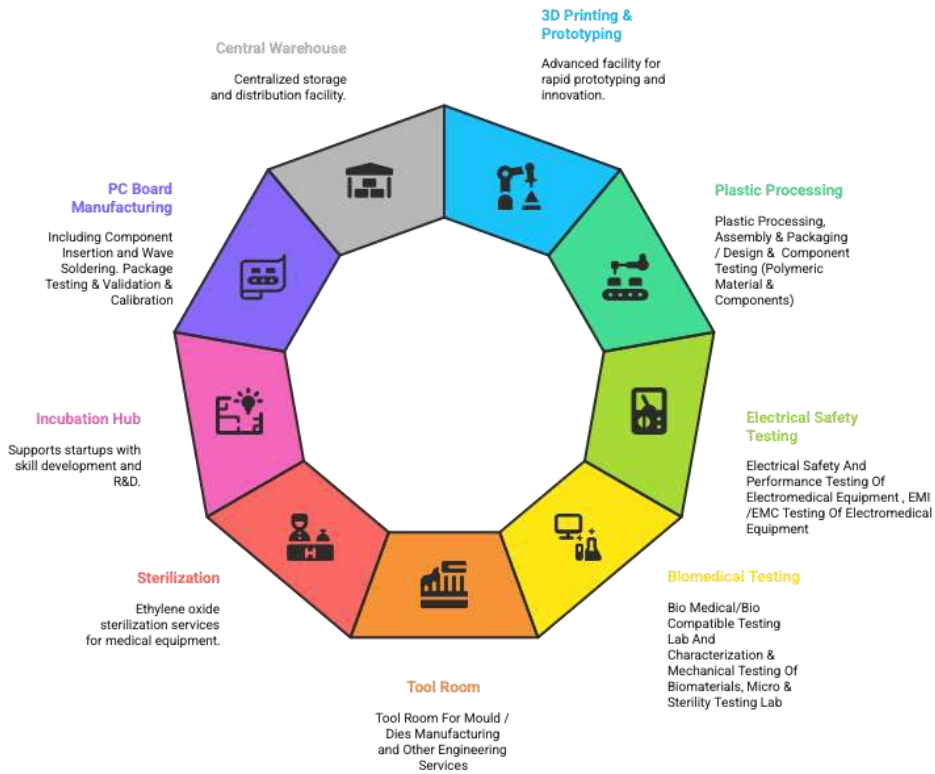 3D Printing &
Prototyping
Advanced facility for
rapid prototyping and
innovation.
Plastic Processing
Plastic Processing,
Assembly & Packaging
/ Design & Component
Testing (Polymeric
Material &
Components)
Electrical Safety
Testing
Electrical Safety And
Performance Testing Of
Electromedical Equipment , EMI
/EMC Testing Of Electromedical
Equipment
Biomedical Testing
Bio Medical/Bio
Compatible Testing
Lab And
Characterization &
Mechanical Testing Of
Biomaterials, Micro &
Sterility Testing Lab
Tool Room
Tool Room For Mould /
Dies Manufacturing
and Other Engineering
Services
Sterilization
Ethylene oxide
sterilization services
for medical equipment.
H
Incubation Hub
Supports startups with
skill development and
R&D.
PC Board
Manufacturing
Including Component
Insertion and Wave
Soldering. Package
Testing & Validation &
Calibration
Central Warehouse
Centralized storage
and distribution facility.